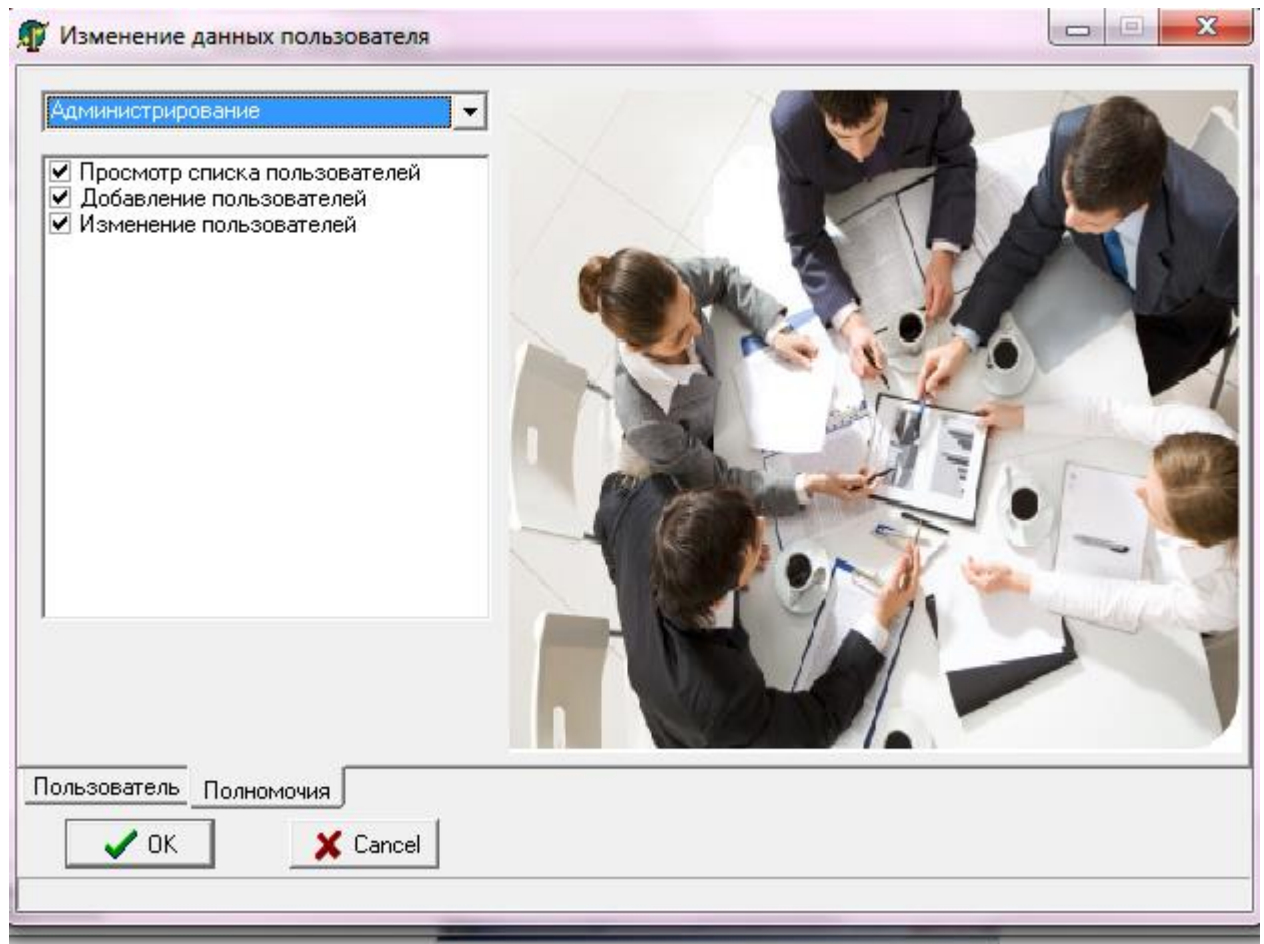 Изменение данных пользователя
Администрирование
Просмотр списка пользователей
Добавление пользователей
Изменение пользователей
Пользователь
Полномочия
OK
Cancel